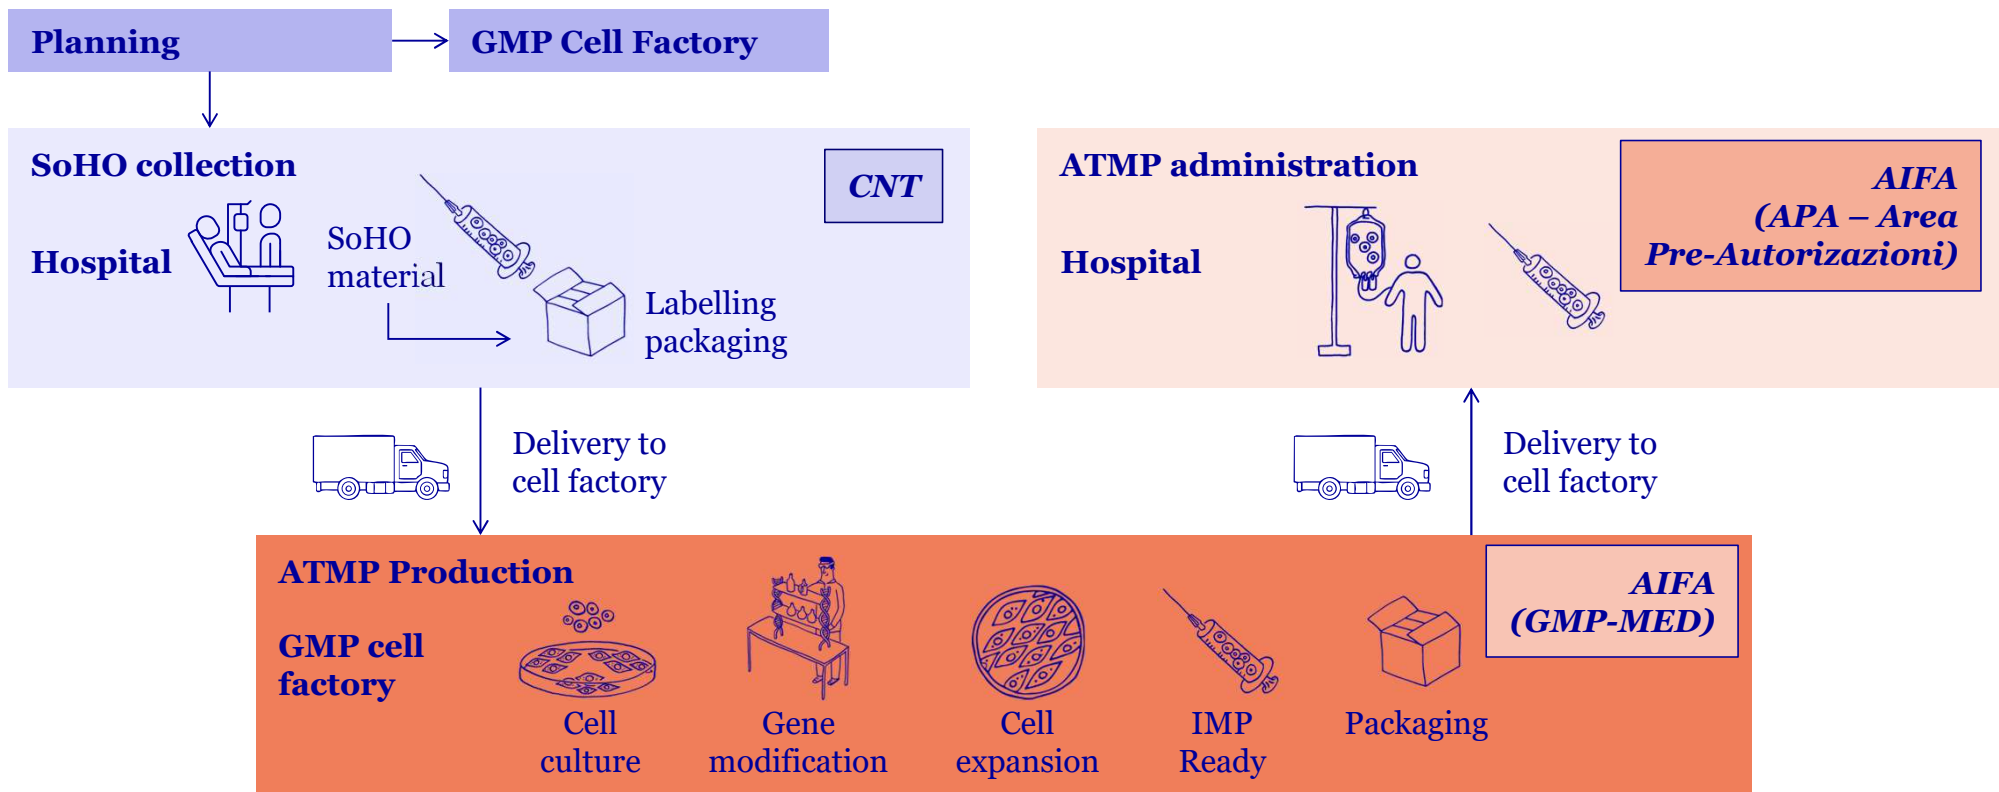 Planning
GMP Cell Factory
SoHO collection
CNT
Hospital
SoHO
material
Labelling
packaging
ATMP administration
AIFA
(APA – Area
Pre-Autorizazioni)
Hospital
Delivery to
cell factory
Delivery to
cell factory
ATMP Production
AIFA
(GMP-MED)
GMP cell
factory
Cell
culture
Gene
modification
Cell
expansion
IMP
Ready
Packaging